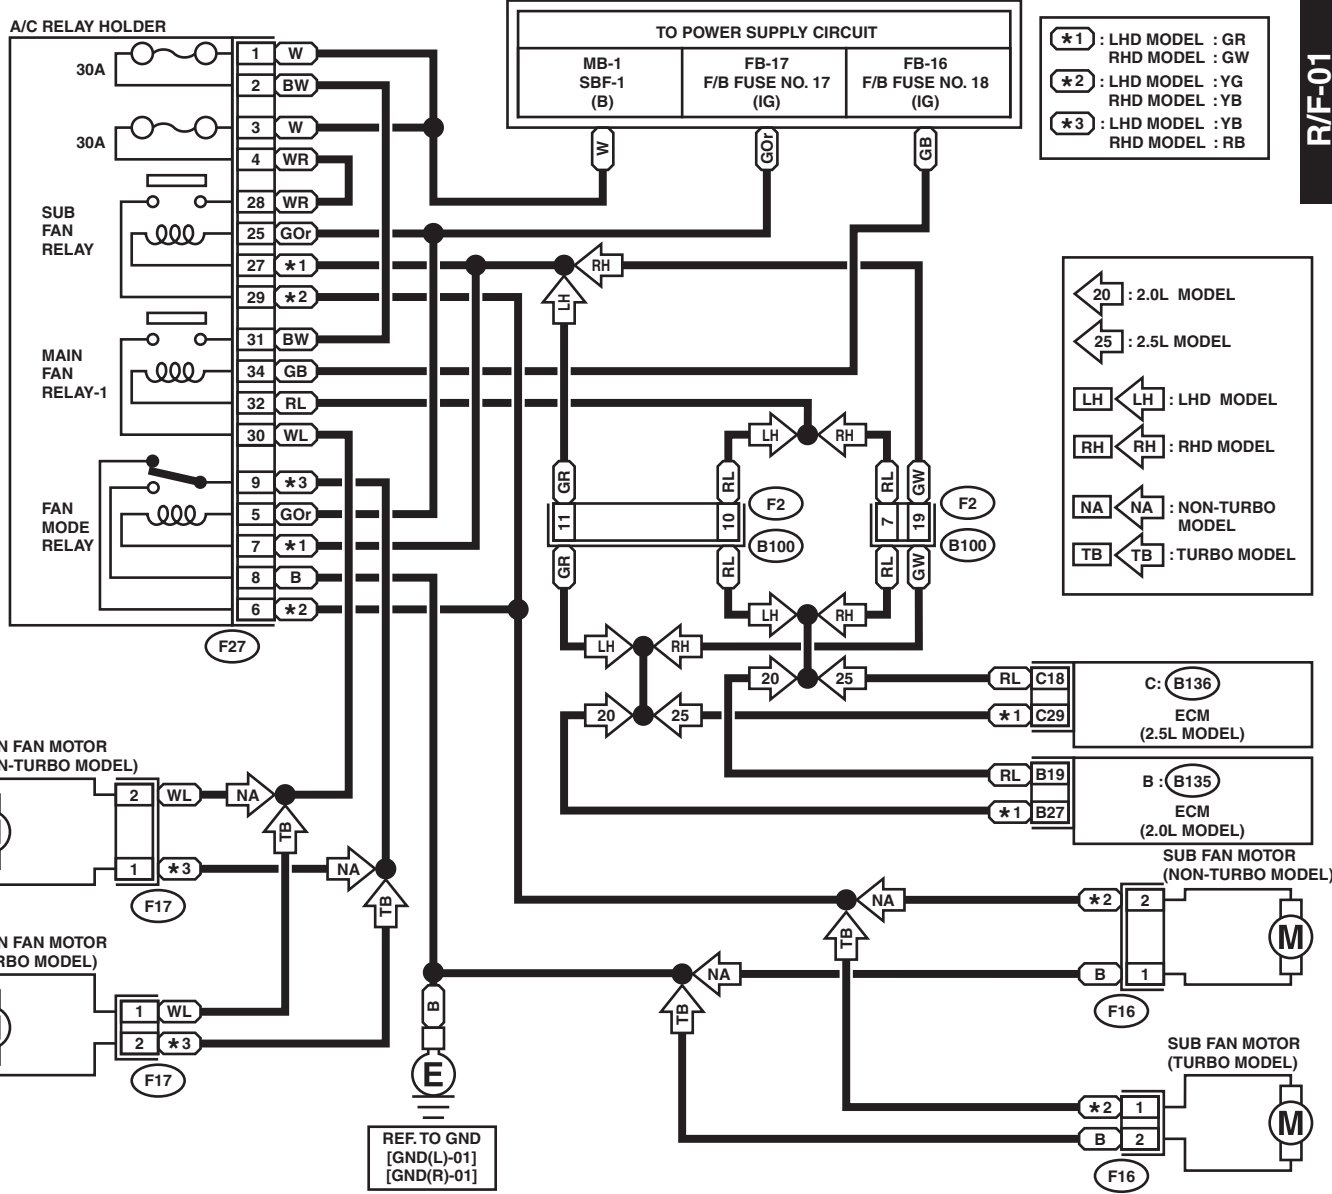 A/C RELAY HOLDER
30A
1 W
2 BW
30A
3 W
4 WR
SUB
FAN
RELAY
28 WR
25 GOr
27 *1
29 *2
MAIN
FAN
RELAY-1
31 BW
34 GB
32 RL
30 WL
FAN
MODE
RELAY
9 *3
5 GOr
7 *1
8 B
6 *2
F27
TO POWER SUPPLY CIRCUIT
MB-1
SBF-1
(B)
FB-17
F/B FUSE NO. 17
(IG)
FB-16
F/B FUSE NO. 18
(IG)
W
GOr
GB
*1 : LHD MODEL : GR
RHD MODEL : GW
*2 : LHD MODEL : YG
RHD MODEL : YB
*3 : LHD MODEL : YB
RHD MODEL : RB
R/F-01
20 : 2.0L MODEL
25 : 2.5L MODEL
LH LH : LHD MODEL
RH RH : RHD MODEL
NA NA : NON-TURBO
MODEL
TB TB : TURBO MODEL
RH
LH
LH RH
GR RL RL GW
11 10 F2 7 19 F2
B100 B100
GR RL RL GW
LH RH
LH RH
20 25
20 25
RL C18
*1 C29
C: B136
ECM
(2.5L MODEL)
RL B19
*1 B27
B : B135
ECM
(2.0L MODEL)
N FAN MOTOR
N-TURBO MODEL)
2 WL NA
TB
1 *3 NA
TB
F17
N FAN MOTOR
RBO MODEL)
1 WL
2 *3
F17
B
E
REF. TO GND
[GND(L)-01]
[GND(R)-01]
SUB FAN MOTOR
(NON-TURBO MODEL)
NA *2 2
TB
M
NA B 1
TB
F16
SUB FAN MOTOR
(TURBO MODEL)
*2 1
M
B 2
F16